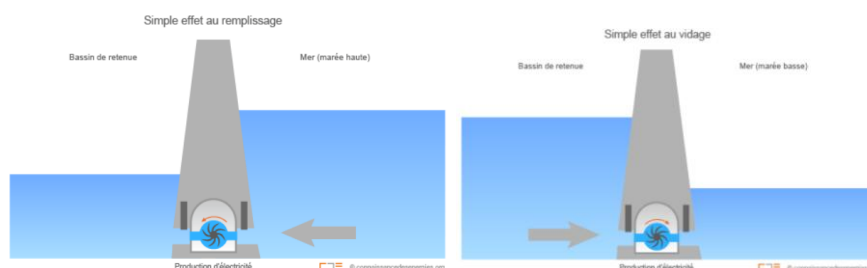 Simple effet au remplissage
Bassin de retenue
Mer (marée haute)
Production d'électricité
Simple effet au vidage
Bassin de retenue
Mer (marée basse)
Production d'électricité